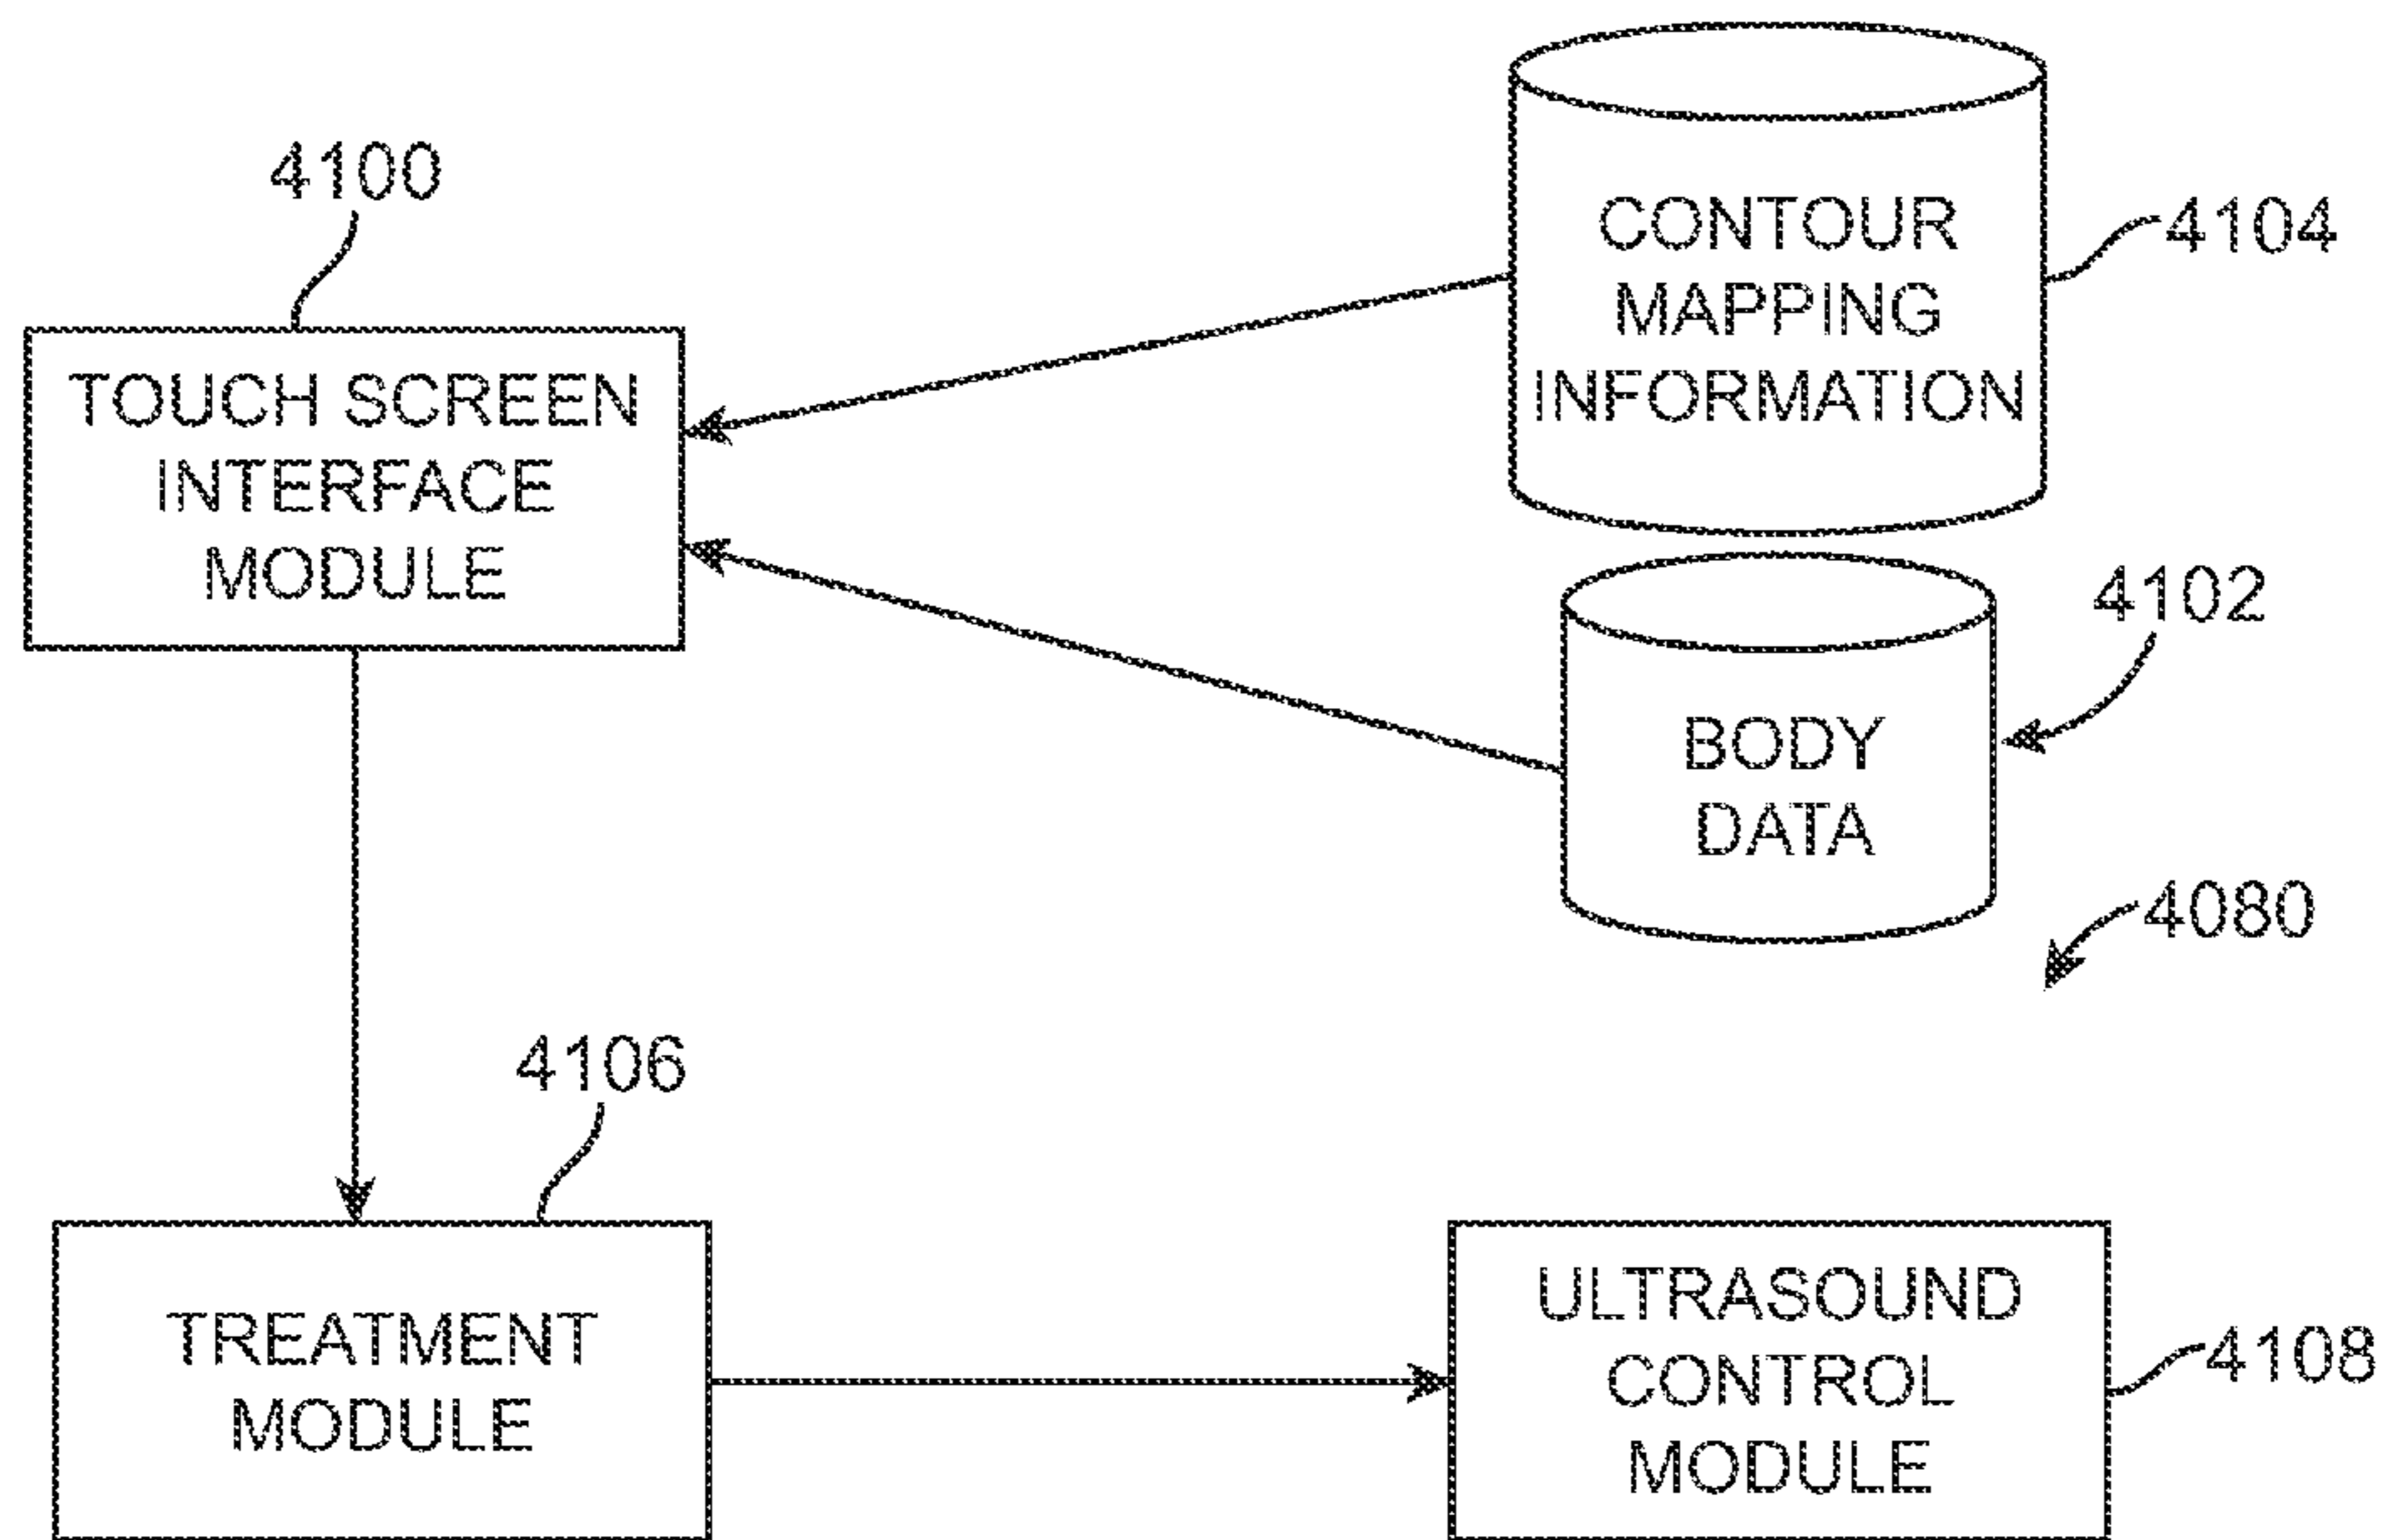 4100
TOUCH SCREEN
INTERFACE
MODULE
CONTOUR
MAPPING
INFORMATION
4104
BODY
DATA
4102
4080
4106
TREATMENT
MODULE
ULTRASOUND
CONTROL
MODULE
4108